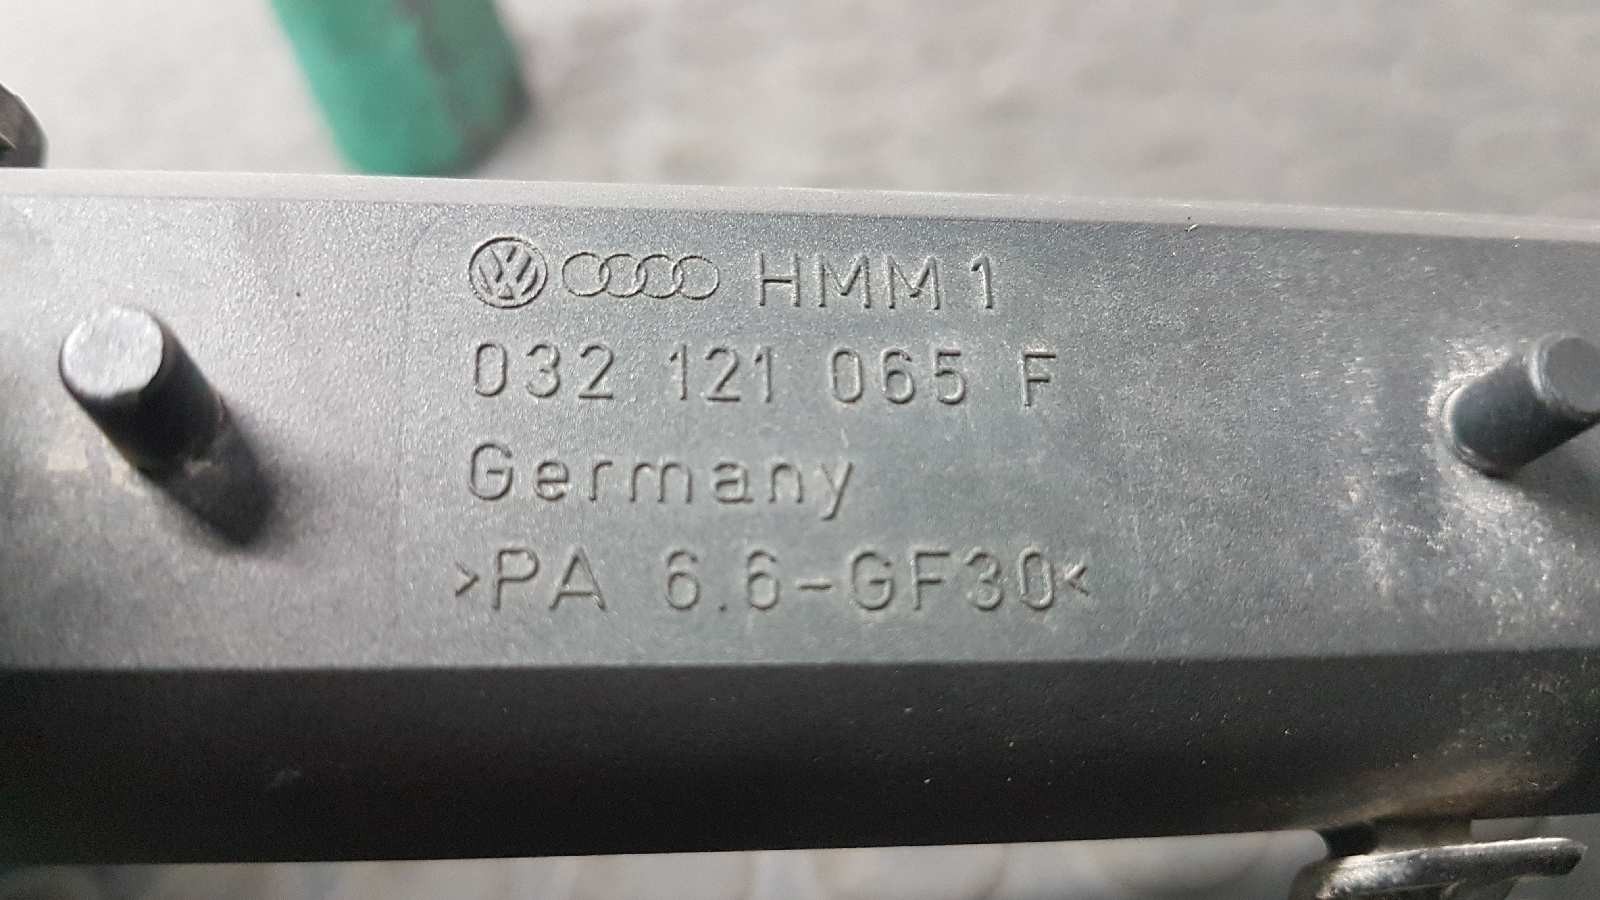 HMM 1
032 121 065 F
Germany
>PA 6.6-GF30<